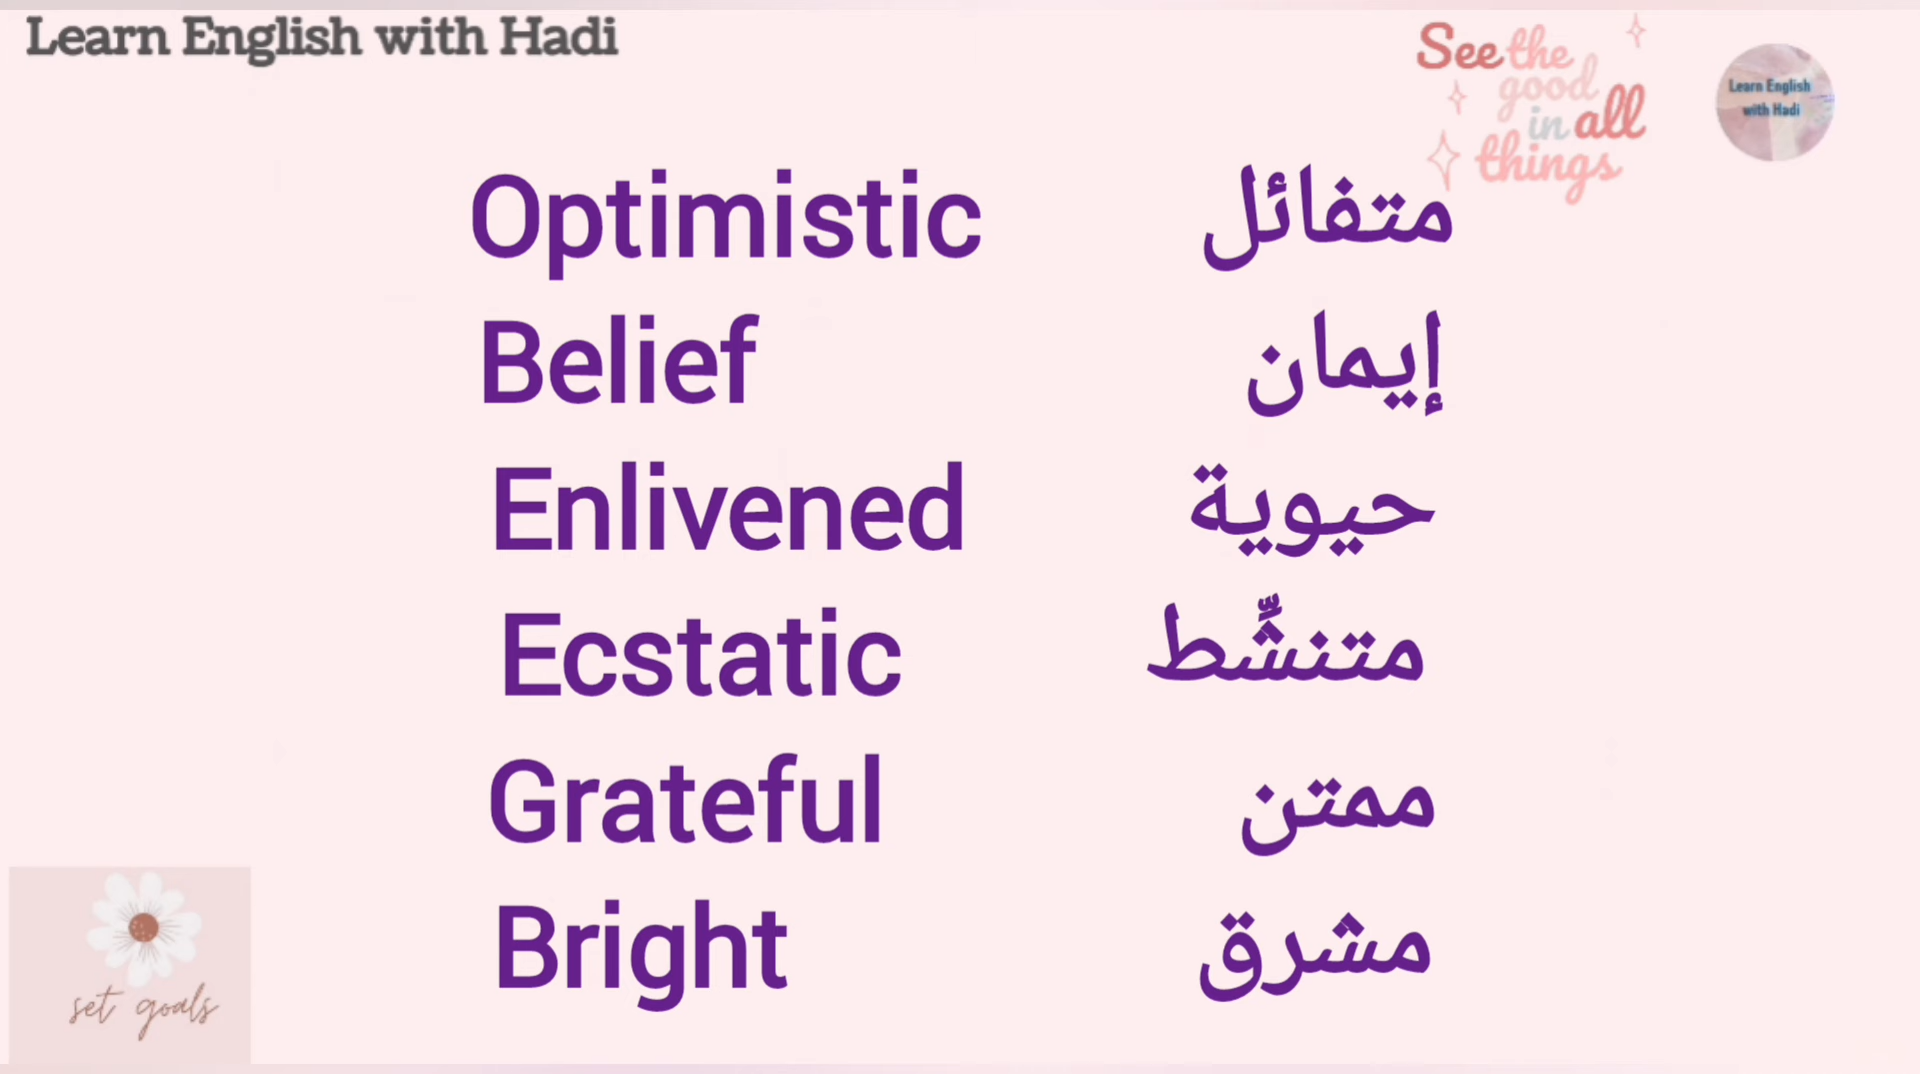 Learn English with Hadi
See the
good
in all
things
Learn English
with Hadi
Optimistic متفائل
Belief إيمان
Enlivened حيوية
Ecstatic متنشِّط
Grateful ممتن
Bright مشرق
set goals